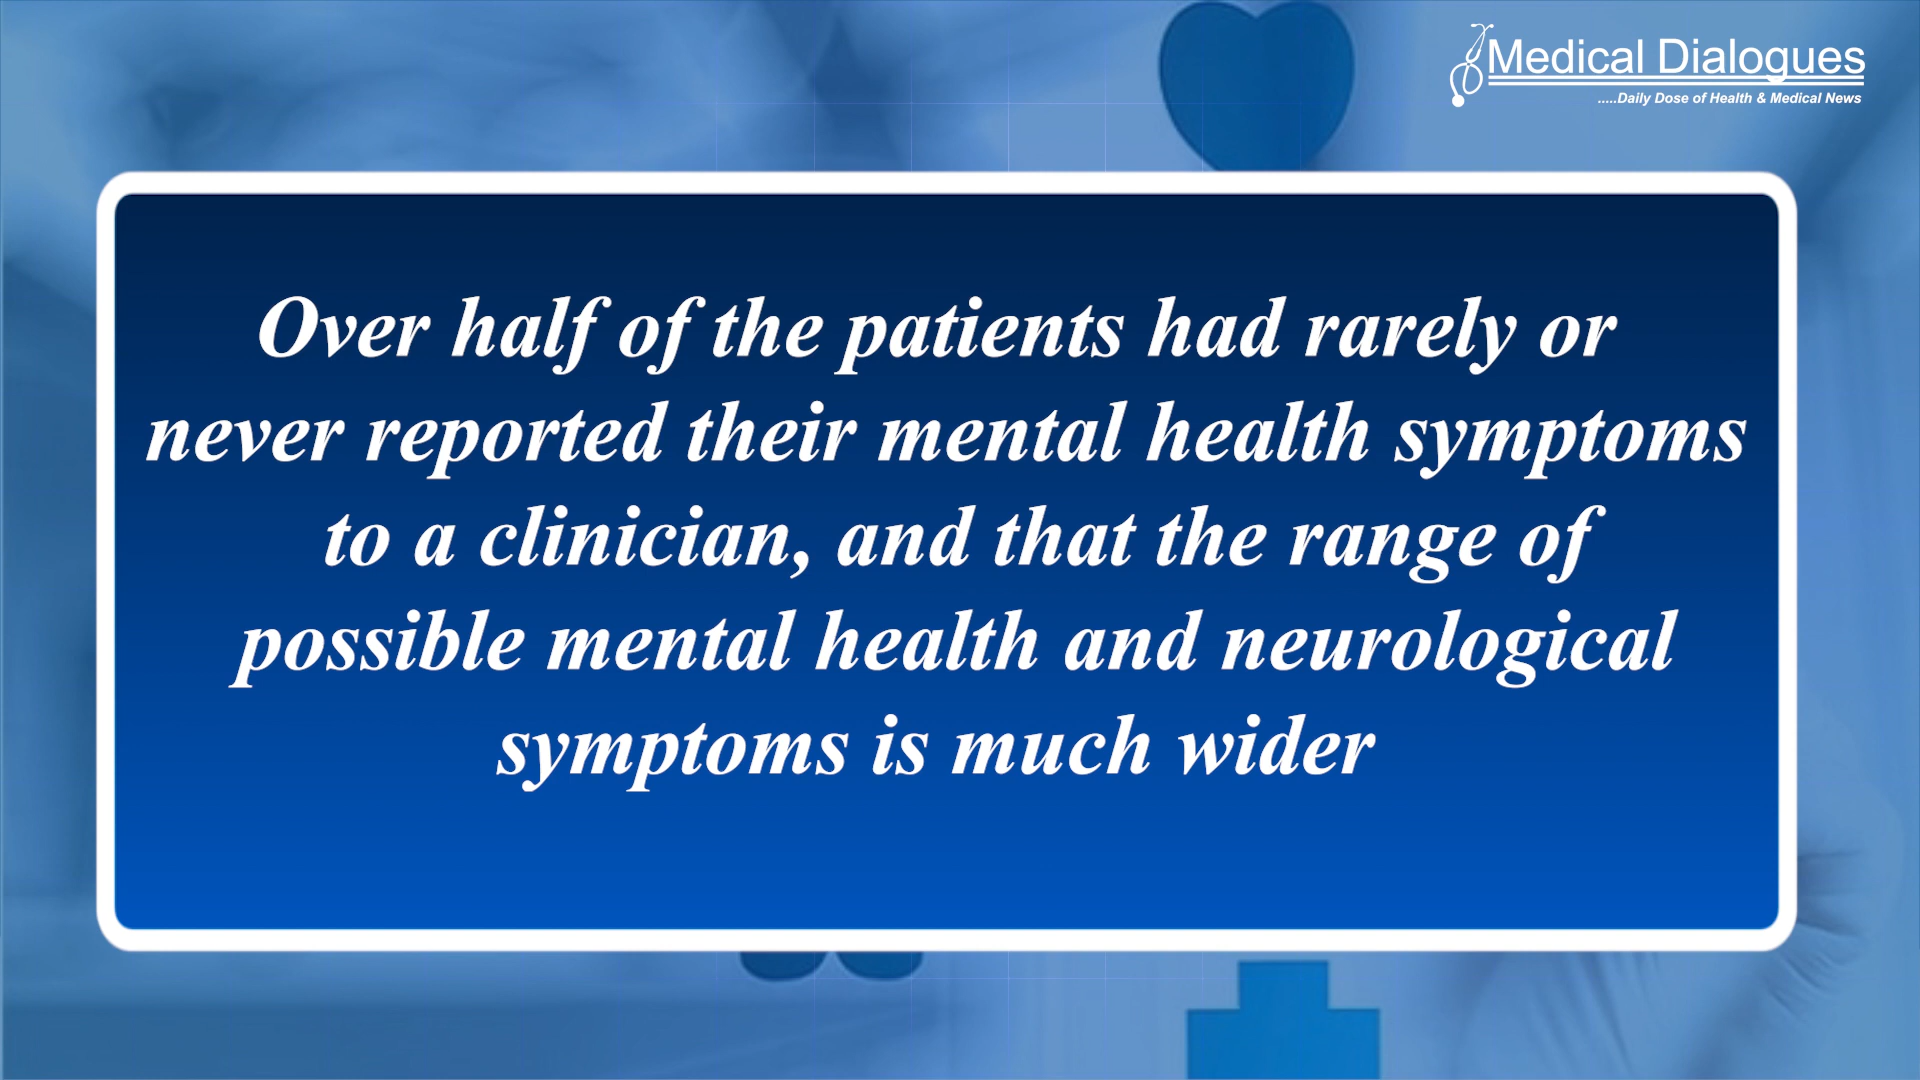 Medical Dialogues
.....Daily Dose of Health & Medical News
Over half of the patients had rarely or
never reported their mental health symptoms
to a clinician, and that the range of
possible mental health and neurological
symptoms is much wider